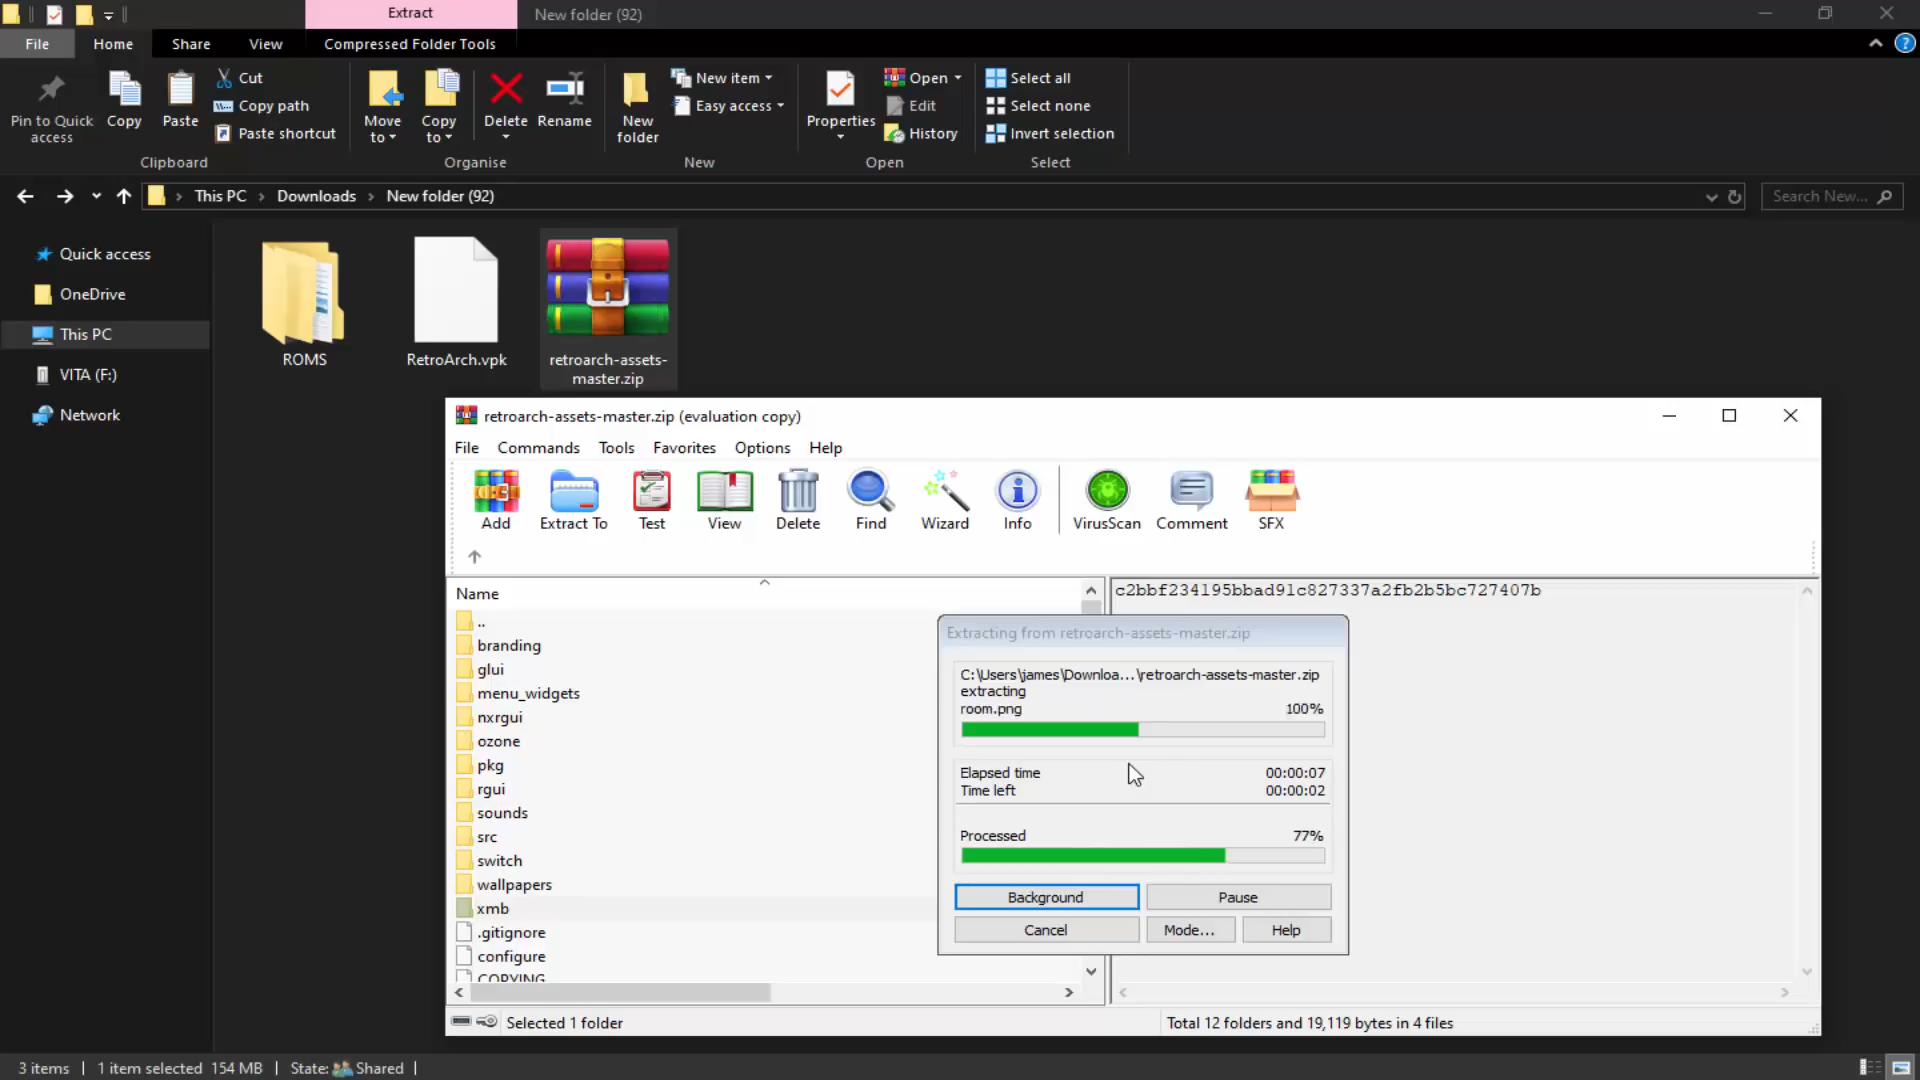 Extract
New folder (92)
File
Home
Share
View
Compressed Folder Tools
Pin to Quick
access
Copy
Paste
Cut
Copy path
Paste shortcut
Clipboard
Move
to
Copy
to
Delete
Rename
Organise
New
folder
New item
Easy access
New
Properties
Open
Edit
History
Open
Select all
Select none
Invert selection
Select
This PC
Downloads
New folder (92)
Search New...
Quick access
OneDrive
This PC
VITA (F:)
Network
ROMS
RetroArch.vpk
retroarch-assets-
master.zip
retroarch-assets-master.zip (evaluation copy)
File Commands Tools Favorites Options Help
Add
Extract To
Test
View
Delete
Find
Wizard
Info
VirusScan
Comment
SFX
Name
..
branding
glui
menu_widgets
nxrgui
ozone
pkg
rgui
sounds
src
switch
wallpapers
xmb
.gitignore
configure
COPYING
c2bbf234195bbad91c827337a2fb2b5bc727407b
Extracting from retroarch-assets-master.zip
C:\Users\james\Downloa...\retroarch-assets-master.zip
extracting
room.png 100%
Elapsed time 00:00:07
Time left 00:00:02
Processed 77%
Background
Pause
Cancel
Mode...
Help
Selected 1 folder
Total 12 folders and 19,119 bytes in 4 files
3 items
1 item selected 154 MB
State: Shared